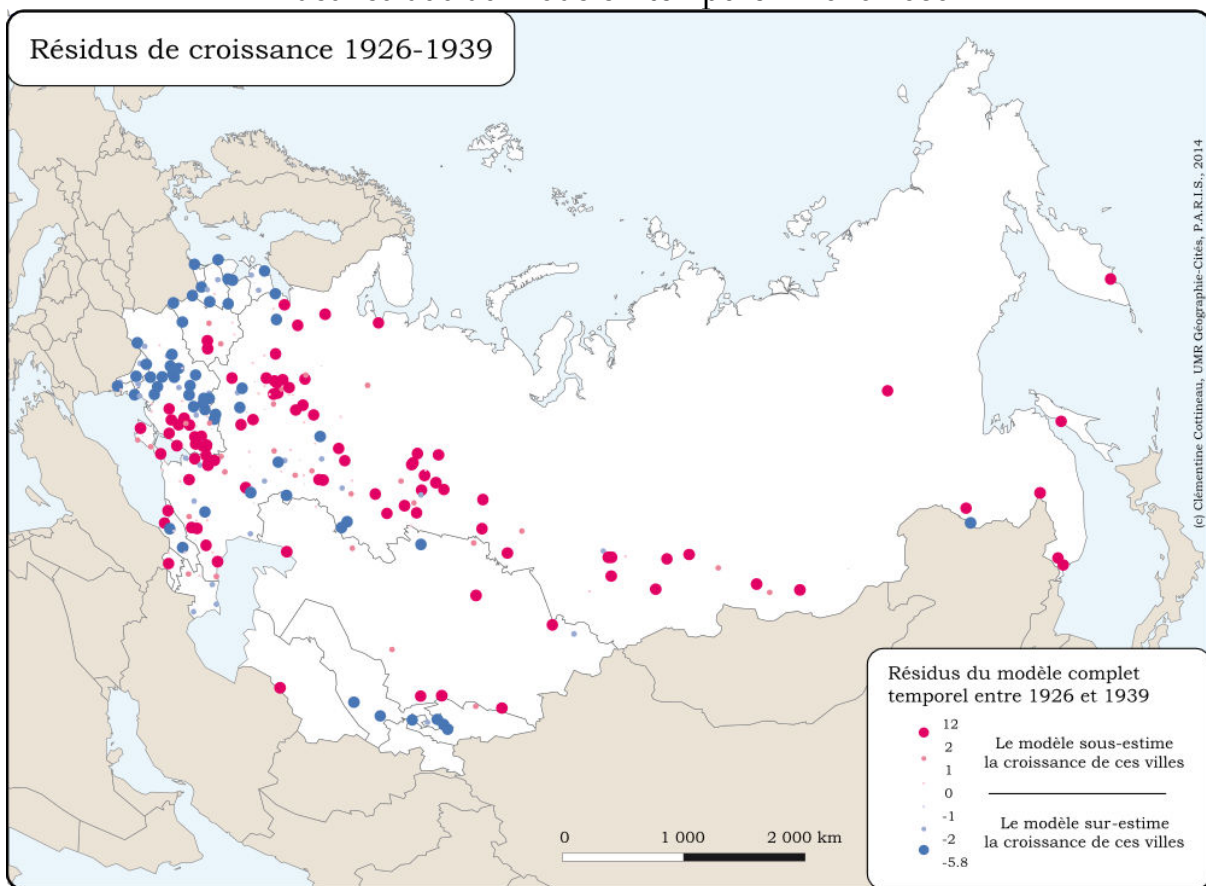 Résidus de croissance 1926-1939
(c) Clémentine Cottineau, UMR Géographie-Cités, P.A.R.I.S., 2014
Résidus du modèle complet
temporel entre 1926 et 1939
12
2
1
0
-1
-2
-5.8
Le modèle sous-estime
la croissance de ces villes
Le modèle sur-estime
la croissance de ces villes
0 1 000 2 000 km